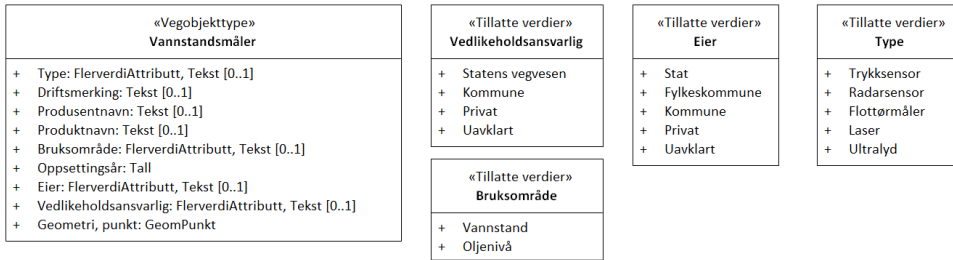 «Vegobjekttype»
Vannstandsmåler
+ Type: FlerverdiAttributt, Tekst [0..1]
+ Driftsmerking: Tekst [0..1]
+ Produsentnavn: Tekst [0..1]
+ Produktnavn: Tekst [0..1]
+ Bruksområde: FlerverdiAttributt, Tekst [0..1]
+ Oppsettingsår: Tall
+ Eier: FlerverdiAttributt, Tekst [0..1]
+ Vedlikeholdsansvarlig: FlerverdiAttributt, Tekst [0..1]
+ Geometri, punkt: GeomPunkt
«Tillatte verdier»
Vedlikeholdsansvarlig
+ Statens vegvesen
+ Kommune
+ Privat
+ Uavklart
«Tillatte verdier»
Bruksområde
+ Vannstand
+ Oljenivå
«Tillatte verdier»
Eier
+ Stat
+ Fylkeskommune
+ Kommune
+ Privat
+ Uavklart
«Tillatte verdier»
Type
+ Trykksensor
+ Radarsensor
+ Flottørmåler
+ Laser
+ Ultralyd